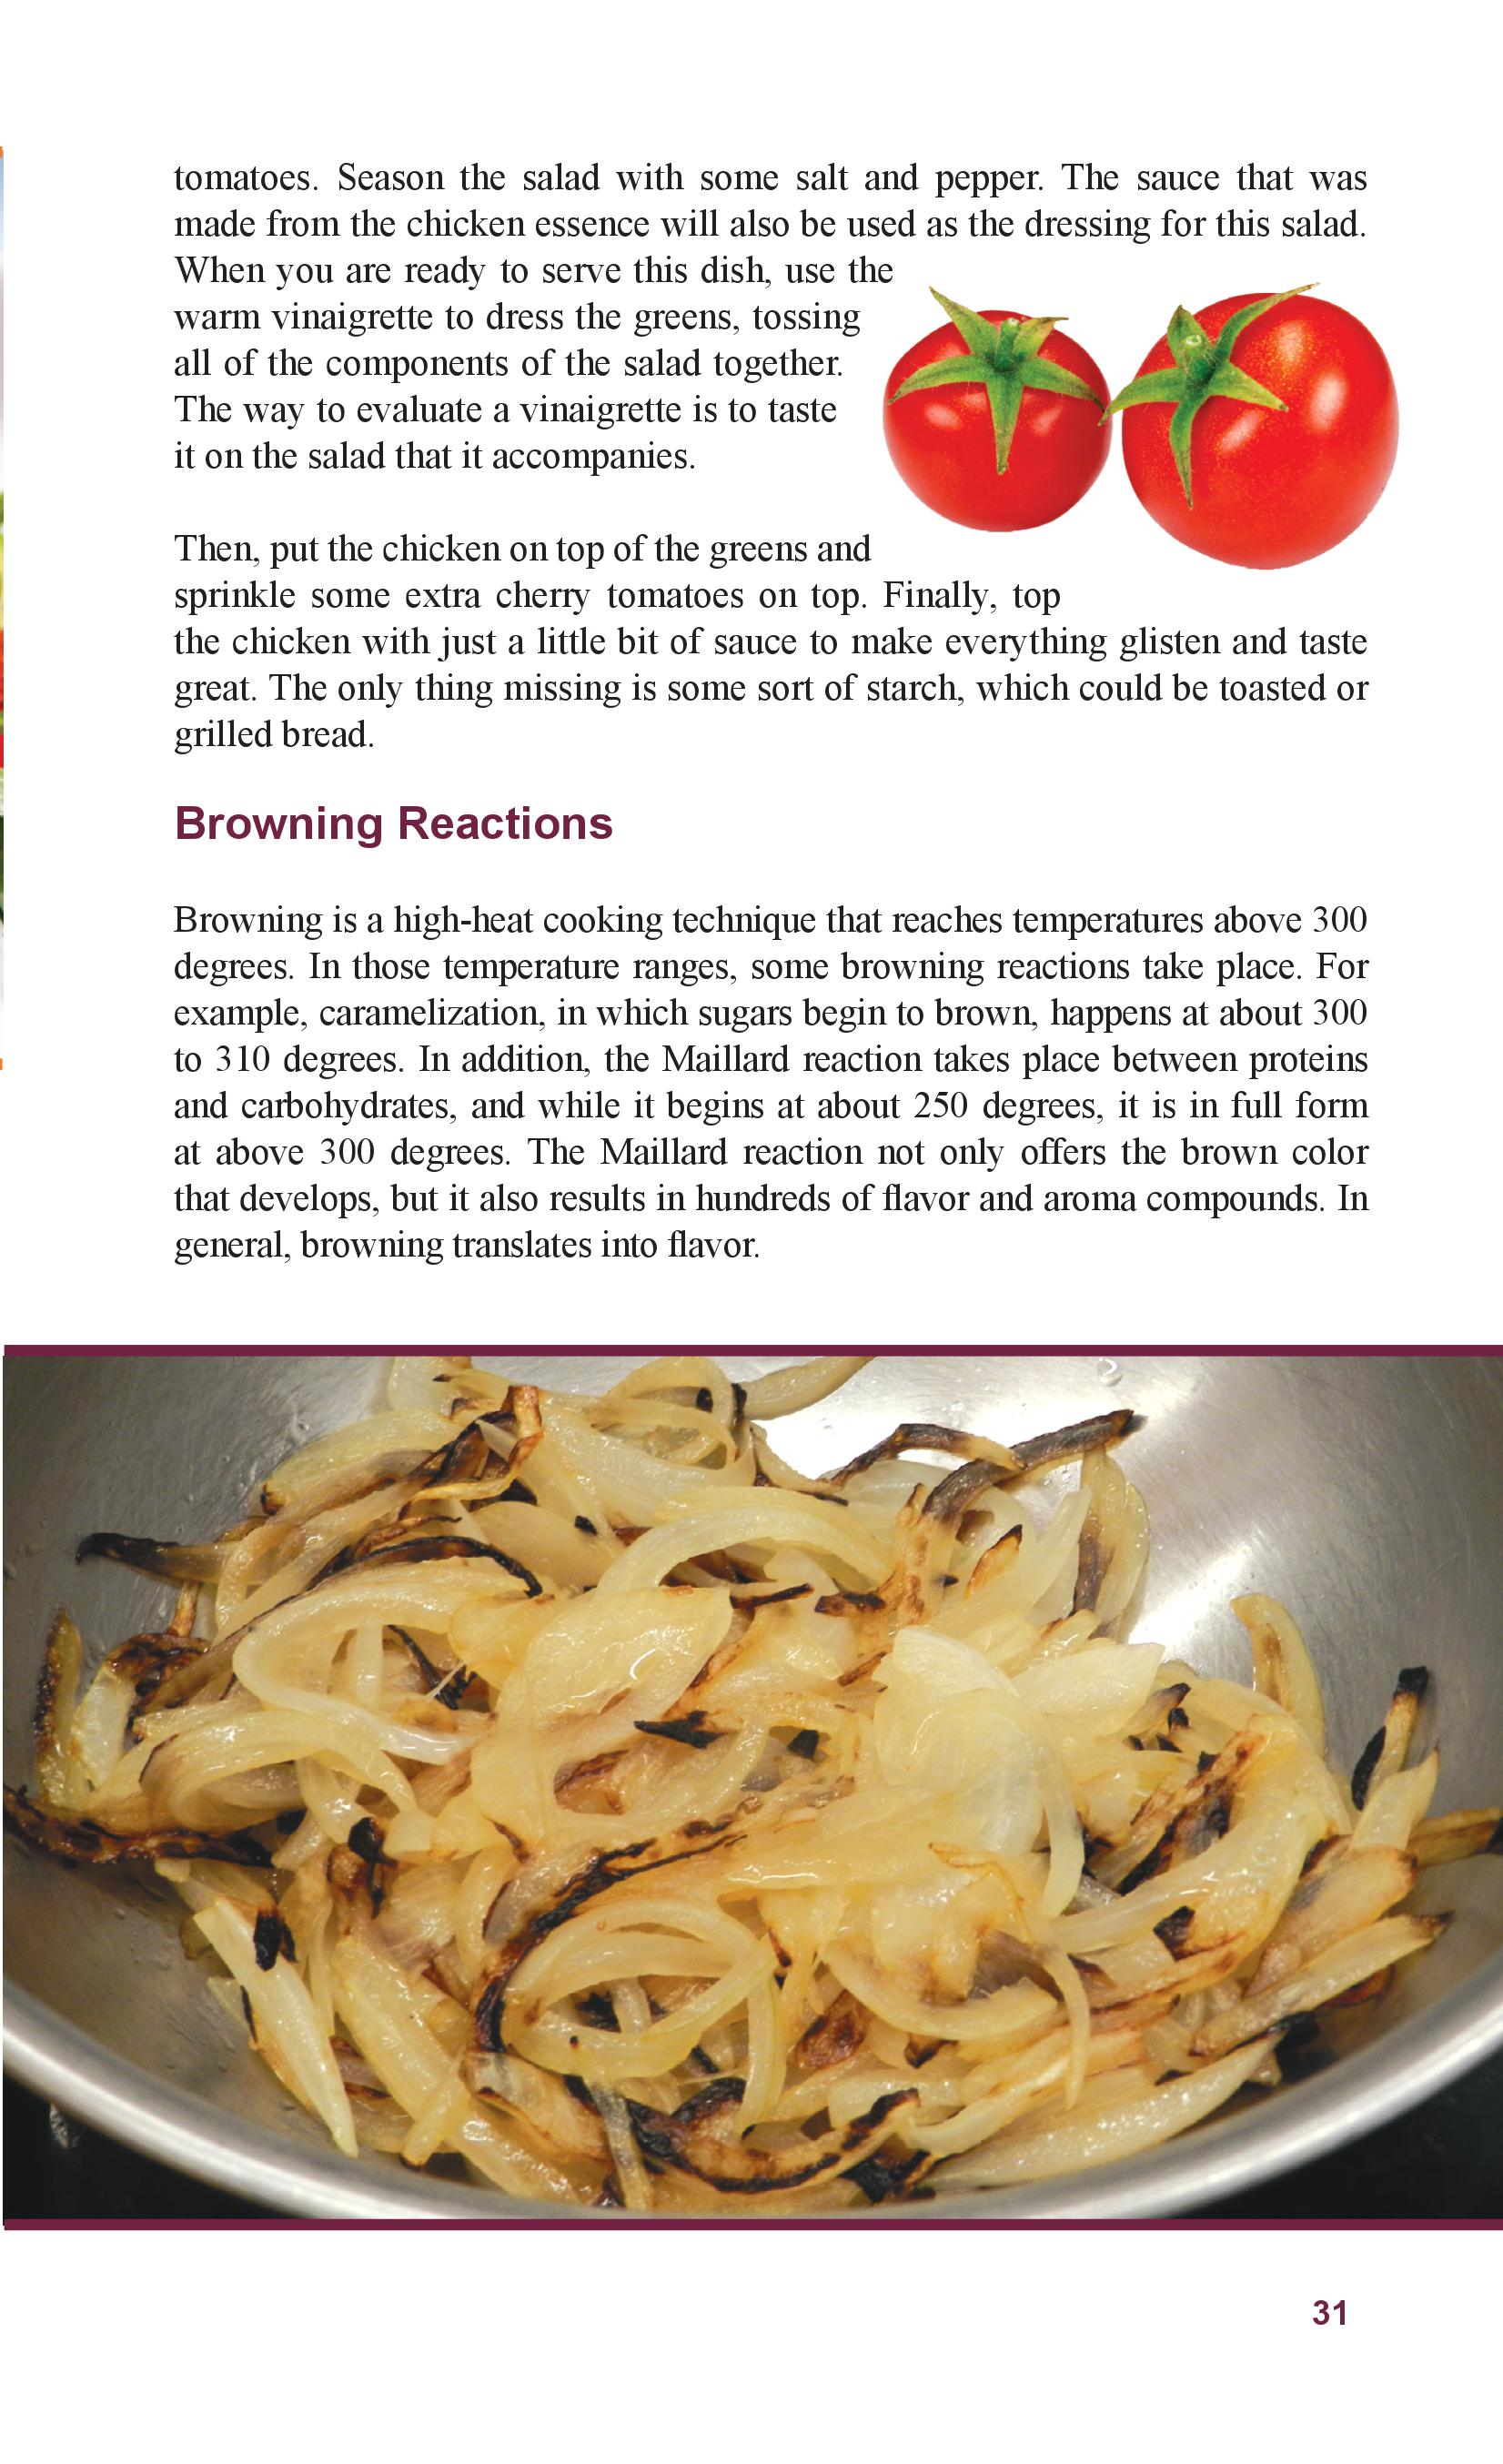 tomatoes. Season the salad with some salt and pepper. The sauce that was
made from the chicken essence will also be used as the dressing for this salad.
When you are ready to serve this dish, use the
warm vinaigrette to dress the greens, tossing
all of the components of the salad together.
The way to evaluate a vinaigrette is to taste
it on the salad that it accompanies.
Then, put the chicken on top of the greens and
sprinkle some extra cherry tomatoes on top. Finally, top
the chicken with just a little bit of sauce to make everything glisten and taste
great. The only thing missing is some sort of starch, which could be toasted or
grilled bread.
Browning Reactions
Browning is a high-heat cooking technique that reaches temperatures above 300
degrees. In those temperature ranges, some browning reactions take place. For
example, caramelization, in which sugars begin to brown, happens at about 300
to 310 degrees. In addition, the Maillard reaction takes place between proteins
and carbohydrates, and while it begins at about 250 degrees, it is in full form
at above 300 degrees. The Maillard reaction not only offers the brown color
that develops, but it also results in hundreds of flavor and aroma compounds. In
general, browning translates into flavor.
31